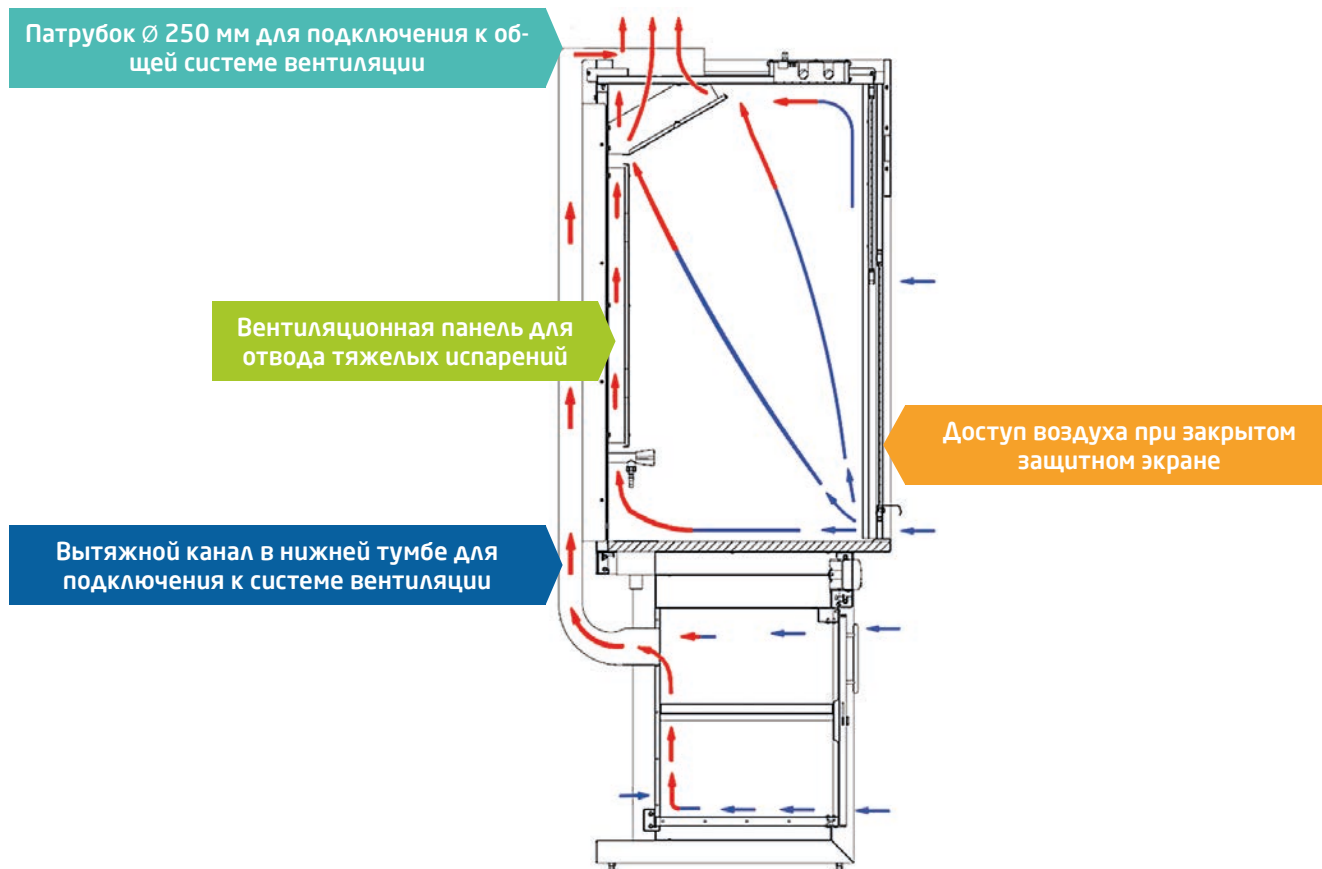 Патрубок Ø 250 мм для подключения к об-
щей системе вентиляции
Вентиляционная панель для
отвода тяжелых испарений
Доступ воздуха при закрытом
защитном экране
Вытяжной канал в нижней тумбе для
подключения к системе вентиляции